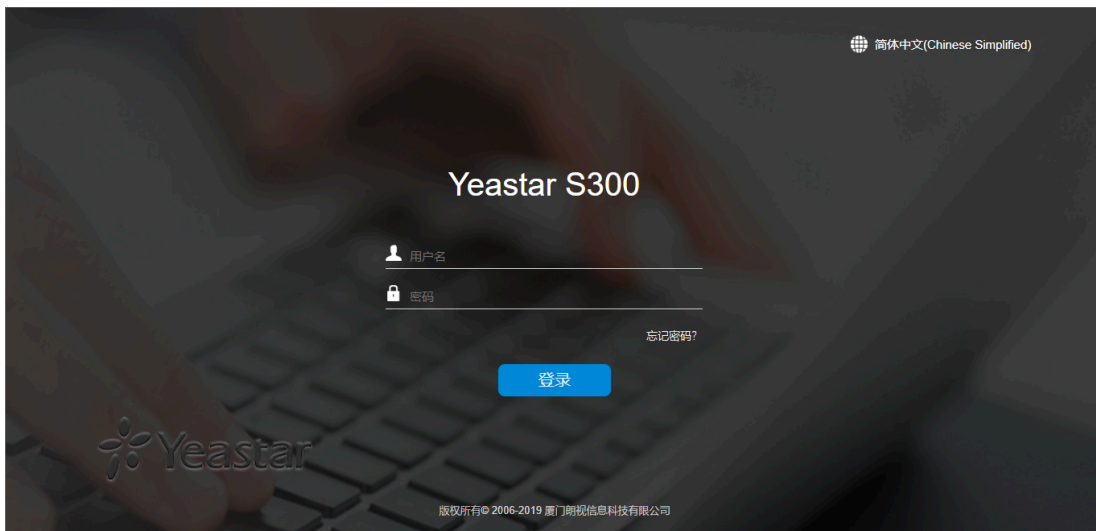 简体中文(Chinese Simplified)
Yeastar S300
用户名
密码
忘记密码?
登录
Yeastar
版权所有© 2006-2019 厦门朗视信息科技有限公司